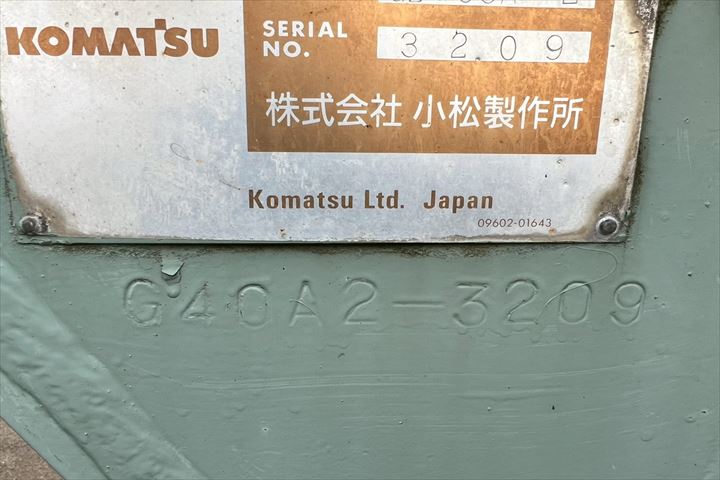 KOMATSU
SERIAL NO. 3209
株式会社 小松製作所
Komatsu Ltd. Japan
09602-01643
G40A2-3209